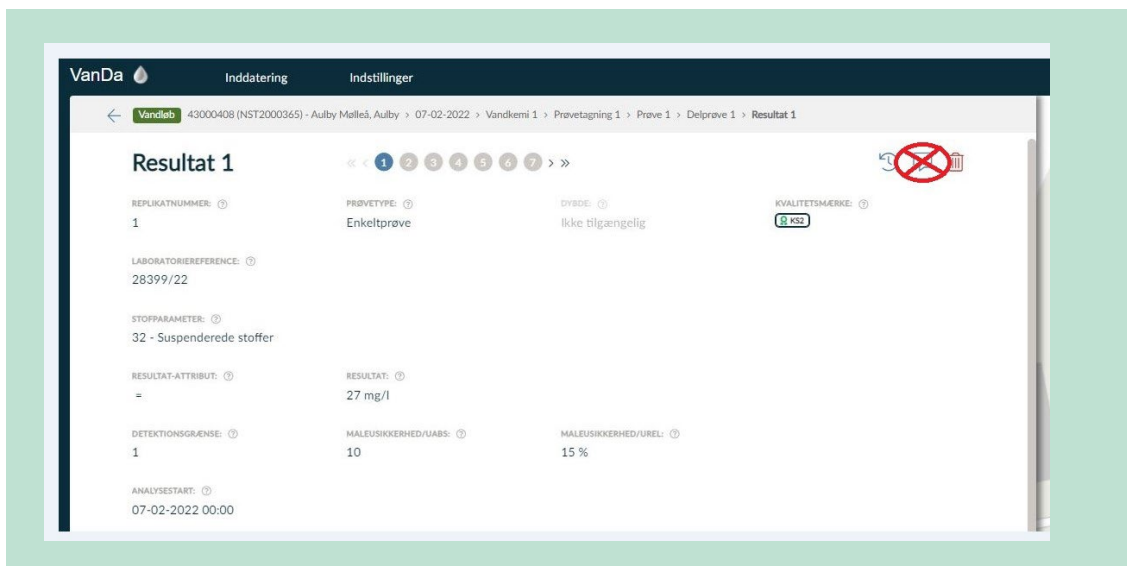 VanDa Inddatering Indstillinger
Vandløb 43000408 (NST2000365) - Aulby Mølleå, Aulby > 07-02-2022 > Vandkemi 1 > Prøvetagning 1 > Prøve 1 > Delprøve 1 > Resultat 1
Resultat 1 « < 1 2 3 4 5 6 7 > »
REPLIKATNUMMER: PRØVETYPE: DYBDE: KVALITETSMÆRKE:
1 Enkeltprøve Ikke tilgængelig KS2
LABORATORIEREFERENCE:
28399/22
STOFPARAMETER:
32 - Suspenderede stoffer
RESULTAT-ATTRIBUT: RESULTAT:
= 27 mg/l
DETEKTIONSGRÆNSE: MALEUSIKKERHED/UABS: MALEUSIKKERHED/UREL:
1 10 15 %
ANALYSESTART:
07-02-2022 00:00